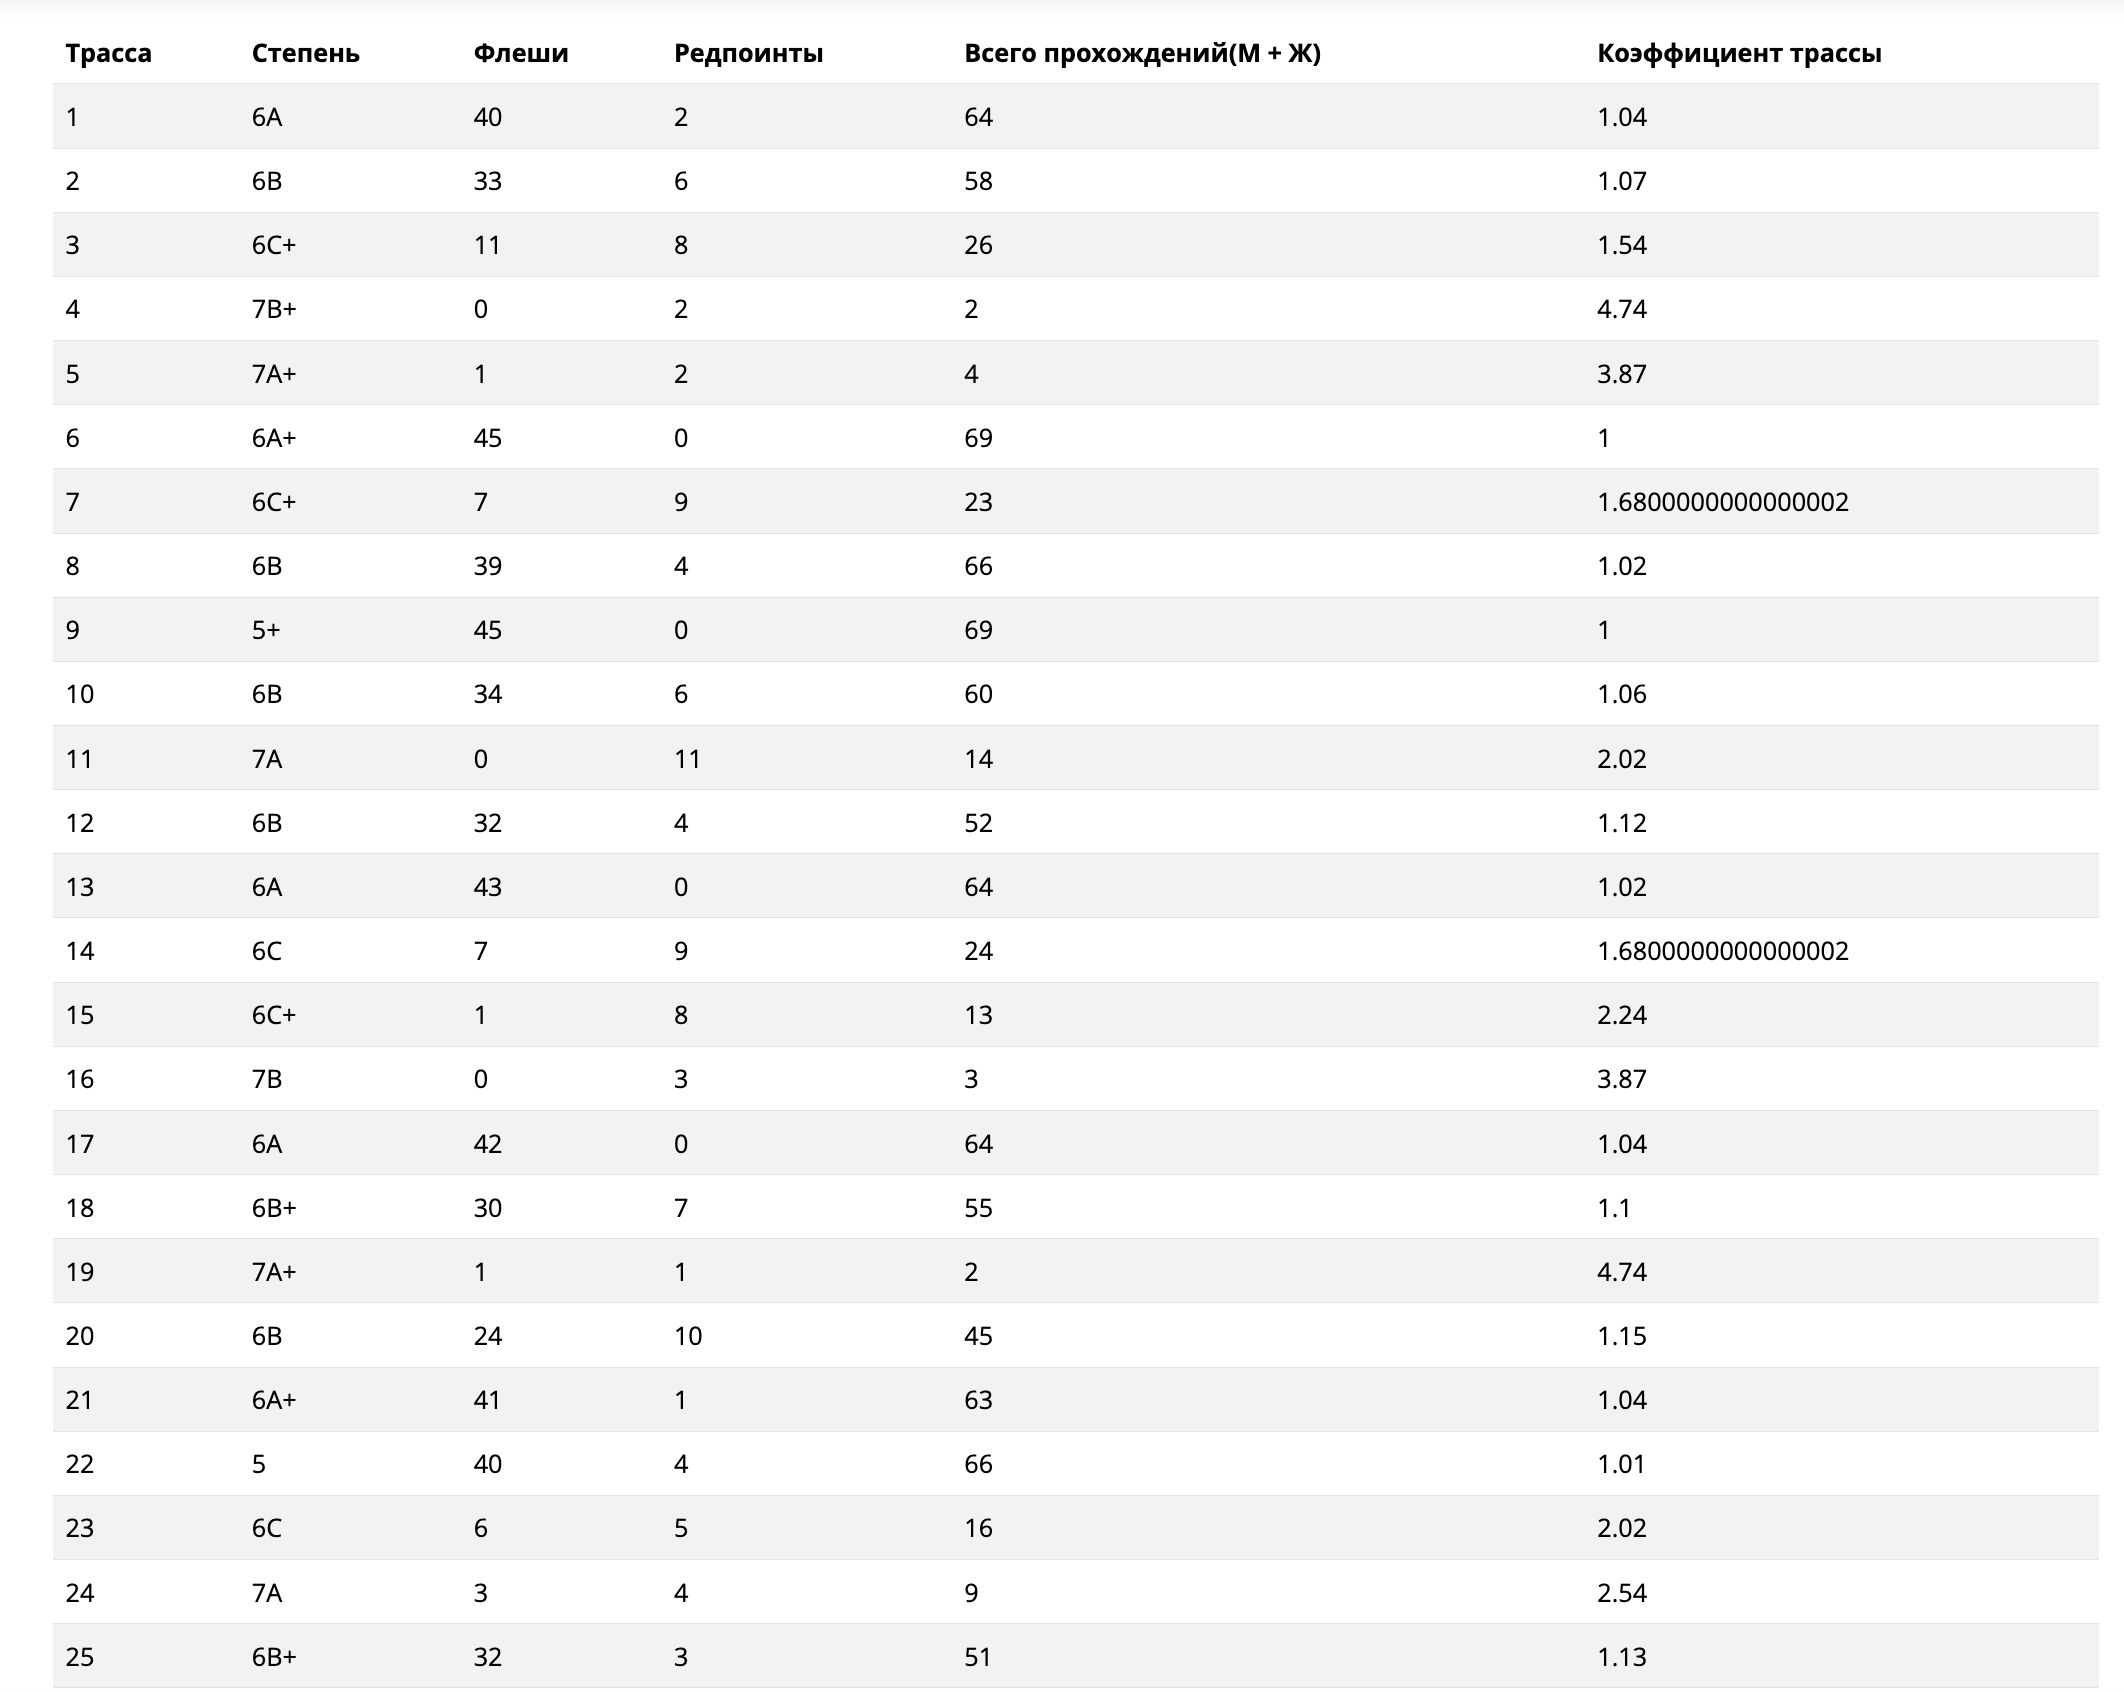 Трасса Степень Флеши Редпоинты Всего прохождений(М + Ж) Коэффициент трассы
1 6A 40 2 64 1.04
2 6B 33 6 58 1.07
3 6C+ 11 8 26 1.54
4 7B+ 0 2 2 4.74
5 7A+ 1 2 4 3.87
6 6A+ 45 0 69 1
7 6C+ 7 9 23 1.6800000000000002
8 6B 39 4 66 1.02
9 5+ 45 0 69 1
10 6B 34 6 60 1.06
11 7A 0 11 14 2.02
12 6B 32 4 52 1.12
13 6A 43 0 64 1.02
14 6C 7 9 24 1.6800000000000002
15 6C+ 1 8 13 2.24
16 7B 0 3 3 3.87
17 6A 42 0 64 1.04
18 6B+ 30 7 55 1.1
19 7A+ 1 1 2 4.74
20 6B 24 10 45 1.15
21 6A+ 41 1 63 1.04
22 5 40 4 66 1.01
23 6C 6 5 16 2.02
24 7A 3 4 9 2.54
25 6B+ 32 3 51 1.13